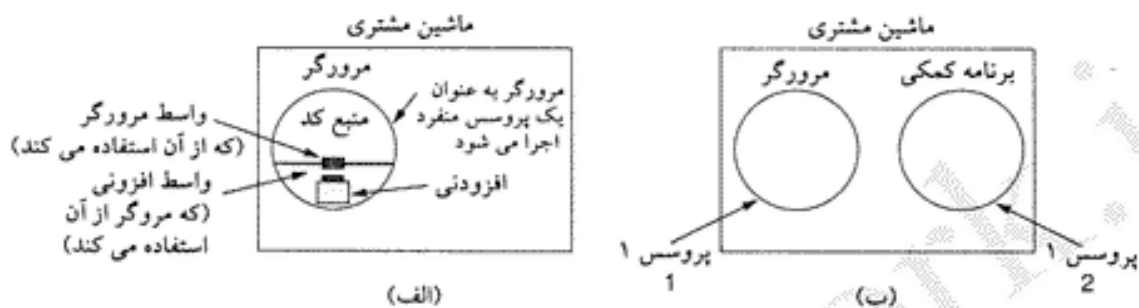 ماشین مشتری
مرورگر
منبع کد
مرورگر به عنوان
یک پروسس منفرد
اجرا می شود
واسط مرورگر
(که از آن استفاده می کند)
واسط افزونی
(که مروگر از آن
استفاده می کند)
افزودنی
(الف)
ماشین مشتری
مرورگر
برنامه کمکی
پروسس ۱
1
پروسس ۱
2
(ب)